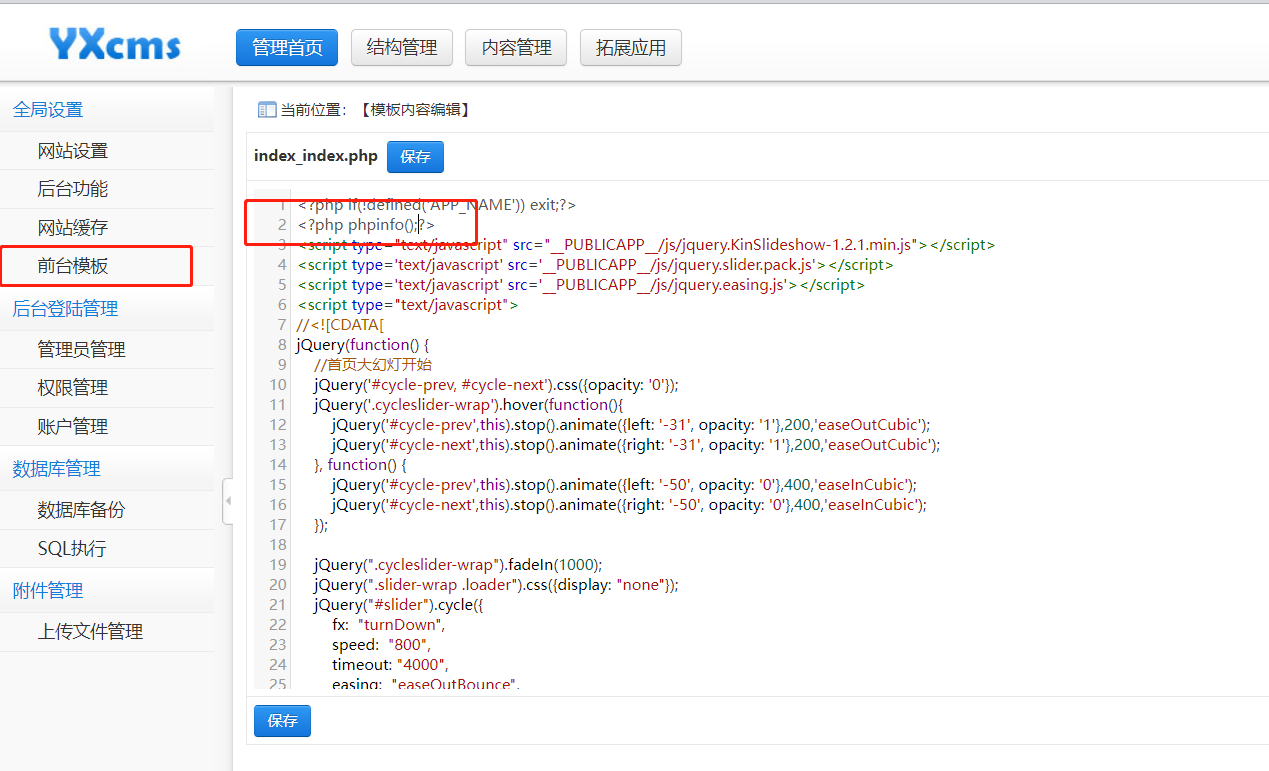 YXcms
管理首页 结构管理 内容管理 拓展应用
全局设置
网站设置
后台功能
网站缓存
前台模板
后台登陆管理
管理员管理
权限管理
账户管理
数据库管理
数据库备份
SQL执行
附件管理
上传文件管理
当前位置：【模板内容编辑】
index_index.php 保存
1 <?php if(!defined('APP_NAME')) exit;?>
2 <?php phpinfo();?>
3 <script type="text/javascript" src="__PUBLICAPP__/js/jquery.KinSlideshow-1.2.1.min.js"></script>
4 <script type='text/javascript' src='__PUBLICAPP__/js/jquery.slider.pack.js'></script>
5 <script type='text/javascript' src='__PUBLICAPP__/js/jquery.easing.js'></script>
6 <script type="text/javascript">
7 //<![CDATA[
8 jQuery(function() {
9 //首页大幻灯开始
10 jQuery('#cycle-prev, #cycle-next').css({opacity: '0'});
11 jQuery('.cycleslider-wrap').hover(function(){
12 jQuery('#cycle-prev',this).stop().animate({left: '-31', opacity: '1'},200,'easeOutCubic');
13 jQuery('#cycle-next',this).stop().animate({right: '-31', opacity: '1'},200,'easeOutCubic');
14 }, function() {
15 jQuery('#cycle-prev',this).stop().animate({left: '-50', opacity: '0'},400,'easeInCubic');
16 jQuery('#cycle-next',this).stop().animate({right: '-50', opacity: '0'},400,'easeInCubic');
17 });
18
19 jQuery(".cycleslider-wrap").fadeIn(1000);
20 jQuery(".slider-wrap .loader").css({display: "none"});
21 jQuery("#slider").cycle({
22 fx: "turnDown",
23 speed: "800",
24 timeout: "4000",
25 easing: "easeOutBounce",
保存